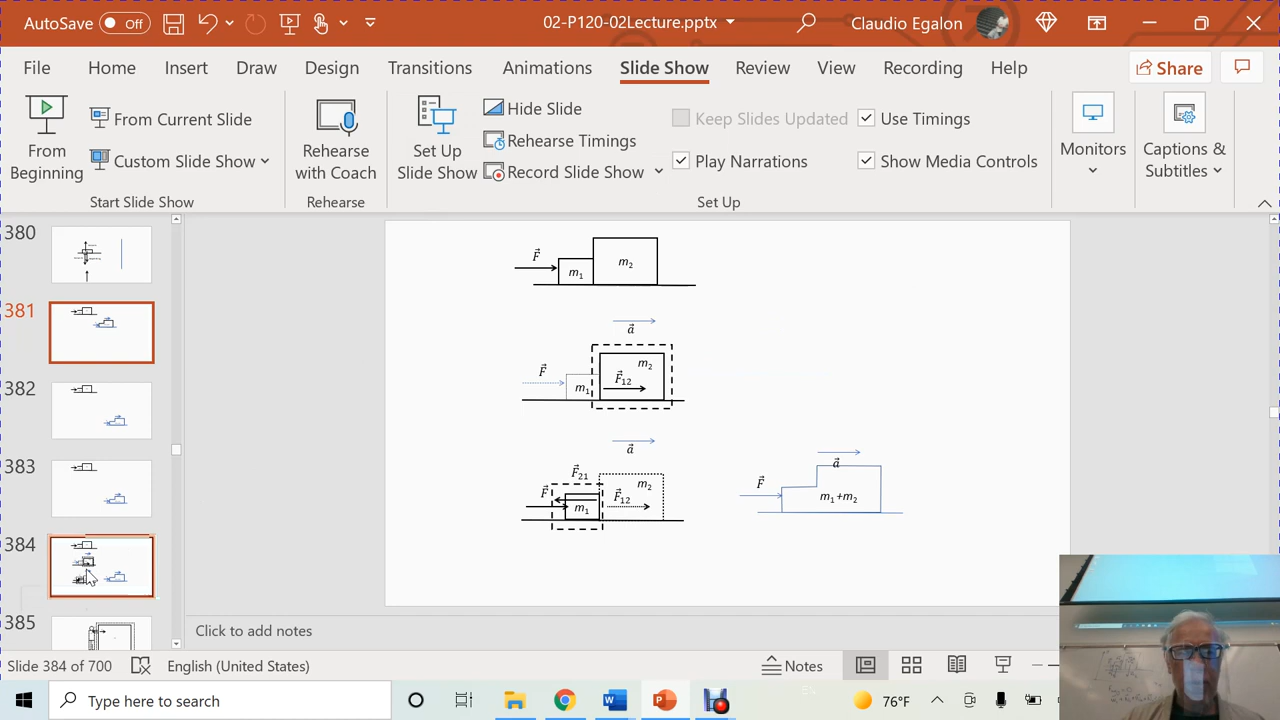 AutoSave Off 02-P120-02Lecture.pptx Claudio Egalon
File Home Insert Draw Design Transitions Animations Slide Show Review View Recording Help Share
From Beginning
From Current Slide
Custom Slide Show
Start Slide Show
Rehearse with Coach
Rehearse
Set Up Slide Show
Hide Slide
Rehearse Timings
Record Slide Show
Keep Slides Updated
Use Timings
Play Narrations
Show Media Controls
Set Up
Monitors
Captions & Subtitles
380
381
382
383
384
385
F⃗
m₁
m₂
a⃗
F⃗
m₁
F⃗₁₂
m₂
a⃗
F⃗₂₁
F⃗
m₁
F⃗₁₂
m₂
a⃗
F⃗
m₁+m₂
Click to add notes
Slide 384 of 700 English (United States) Notes
Type here to search
76°F